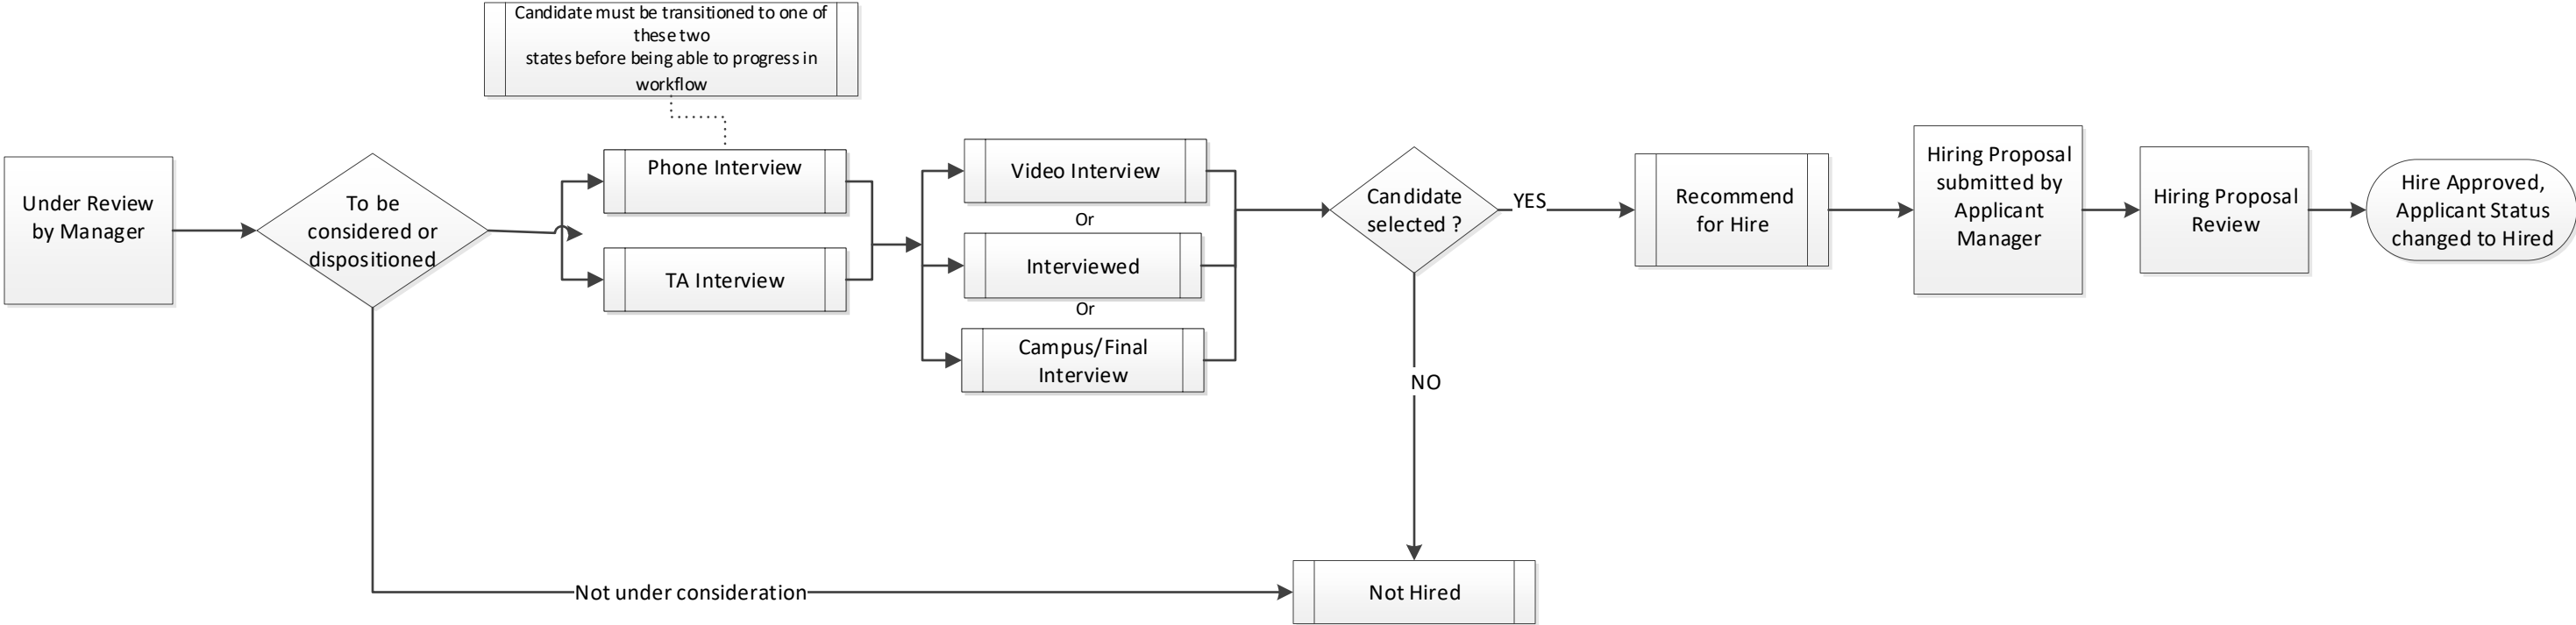 Candidate must be transitioned to one of
these two
states before being able to progress in
workflow
Under Review
by Manager
To be
considered or
dispositioned
Phone Interview
TA Interview
Video Interview
Or
Interviewed
Or
Campus/Final
Interview
Candidate
selected ?
YES
NO
Recommend
for Hire
Hiring Proposal
submitted by
Applicant
Manager
Hiring Proposal
Review
Hire Approved,
Applicant Status
changed to Hired
Not under consideration
Not Hired